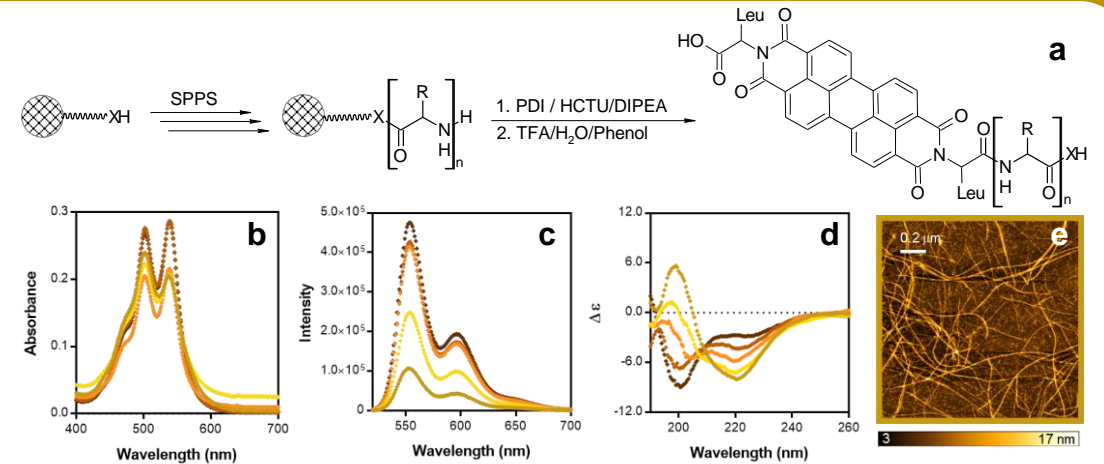 Leu
O
HO
N
O
O
O
a
SPPS
XH
X
R
H
N
H
O
n
1. PDI / HCTU/DIPEA
2. TFA/H2O/Phenol
O
N
O
O
R
Leu
N
H
O
XH
n
b
0.3
0.2
0.1
0.0
400
500
600
700
Absorbance
Wavelength (nm)
c
5.0×10⁵
4.0×10⁵
3.0×10⁵
2.0×10⁵
1.0×10⁵
0
550
600
650
700
Intensity
Wavelength (nm)
d
12.0
6.0
0.0
-6.0
-12.0
200
220
240
260
Δ ε
Wavelength (nm)
e
0.2 μm
3
17 nm